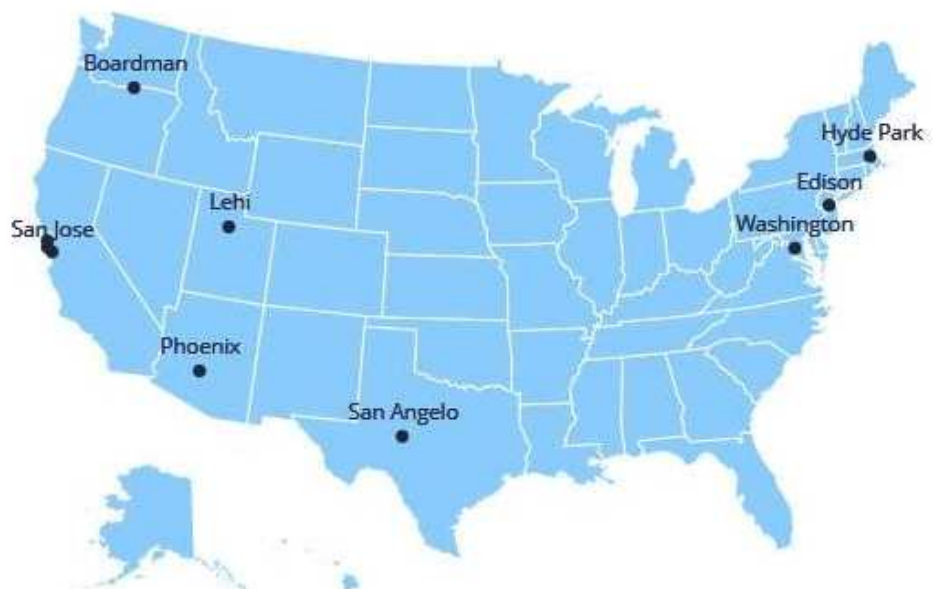 Boardman
Hyde Park
Edison
Lehi
Washington
San Jose
Phoenix
San Angelo